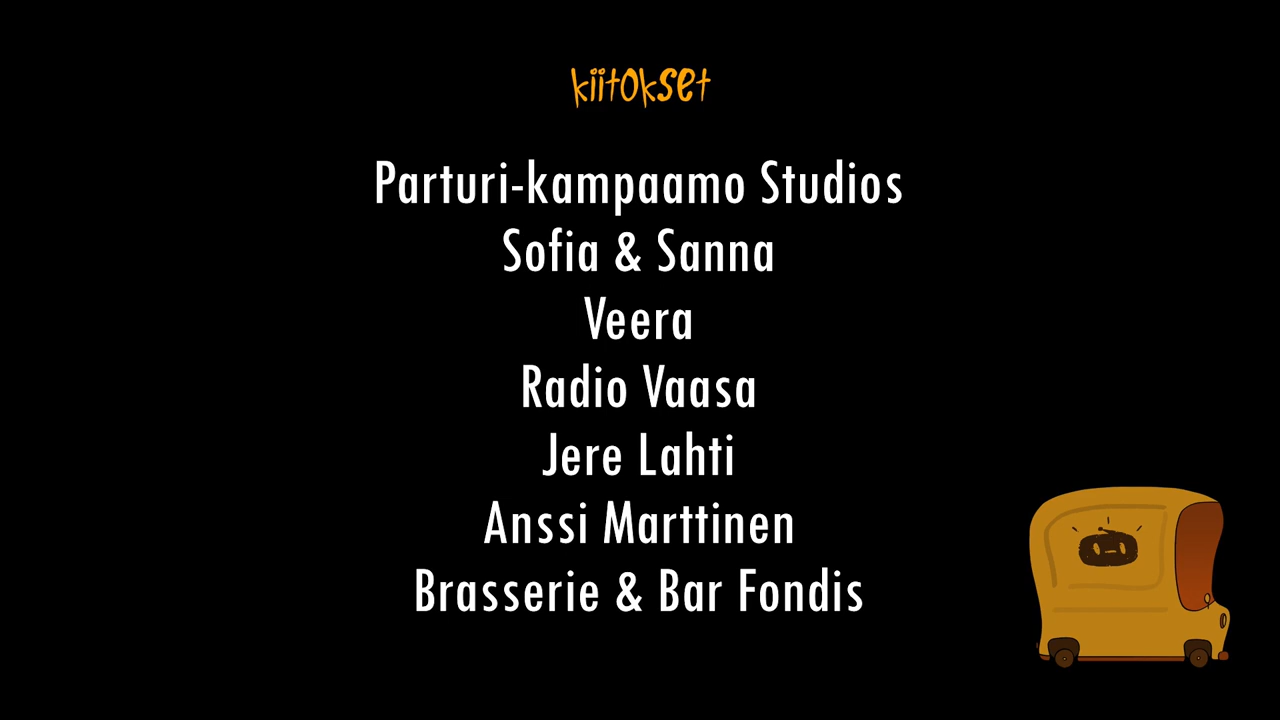 kiitokset
Parturi-kampaamo Studios
Sofia & Sanna
Veera
Radio Vaasa
Jere Lahti
Anssi Marttinen
Brasserie & Bar Fondis